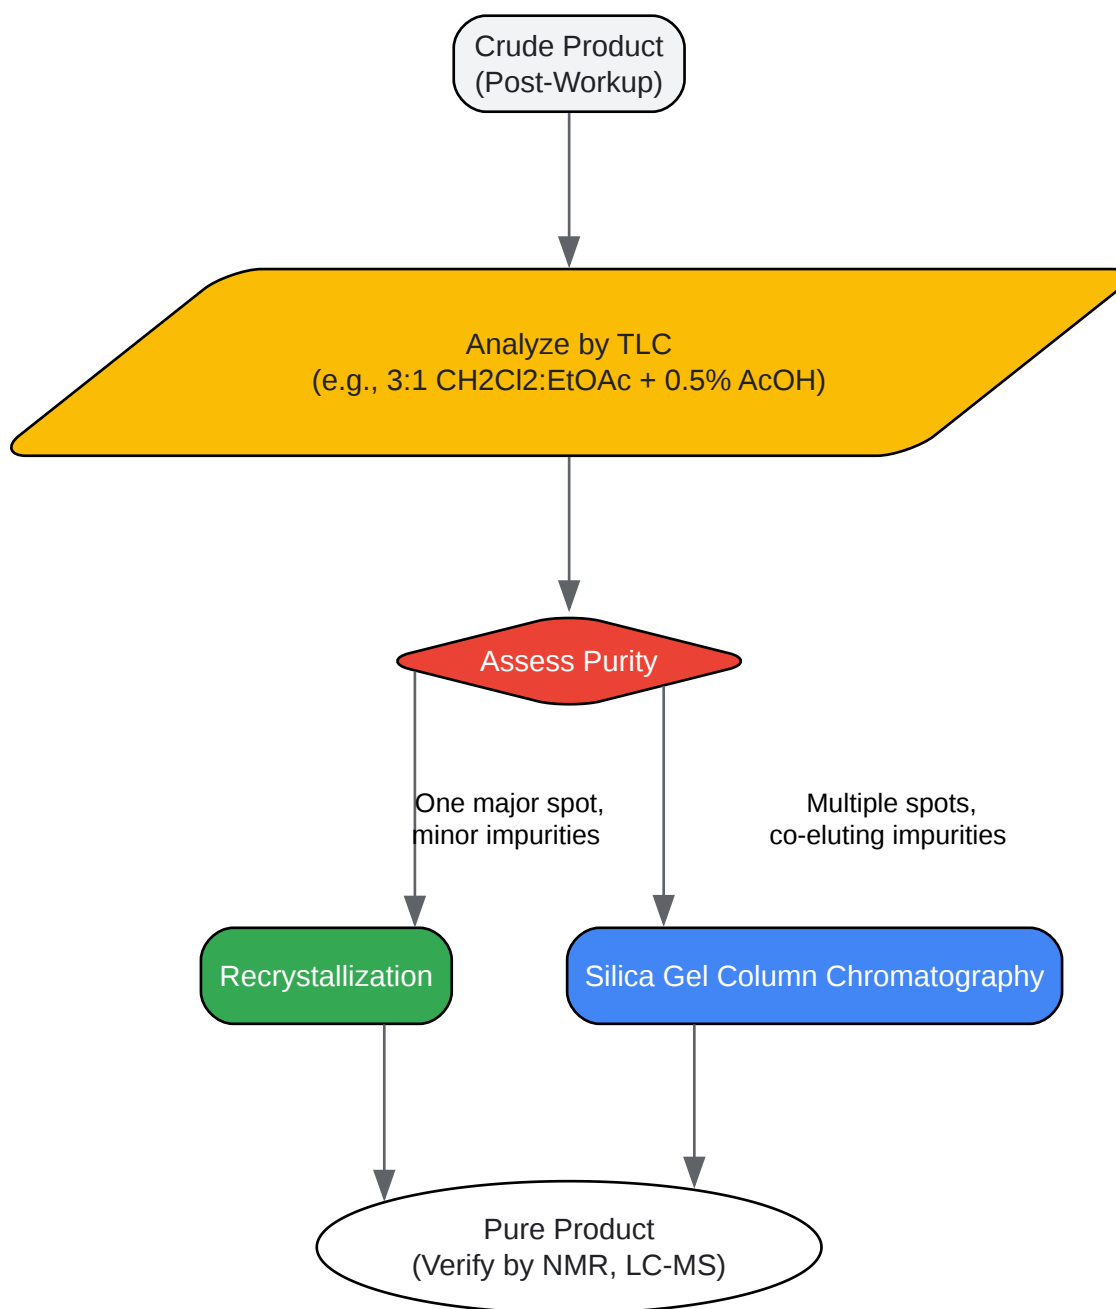 Crude Product
(Post-Workup)
Analyze by TLC
(e.g., 3:1 CH2Cl2:EtOAc + 0.5% AcOH)
Assess Purity
One major spot,
minor impurities
Multiple spots,
co-eluting impurities
Recrystallization
Silica Gel Column Chromatography
Pure Product
(Verify by NMR, LC-MS)